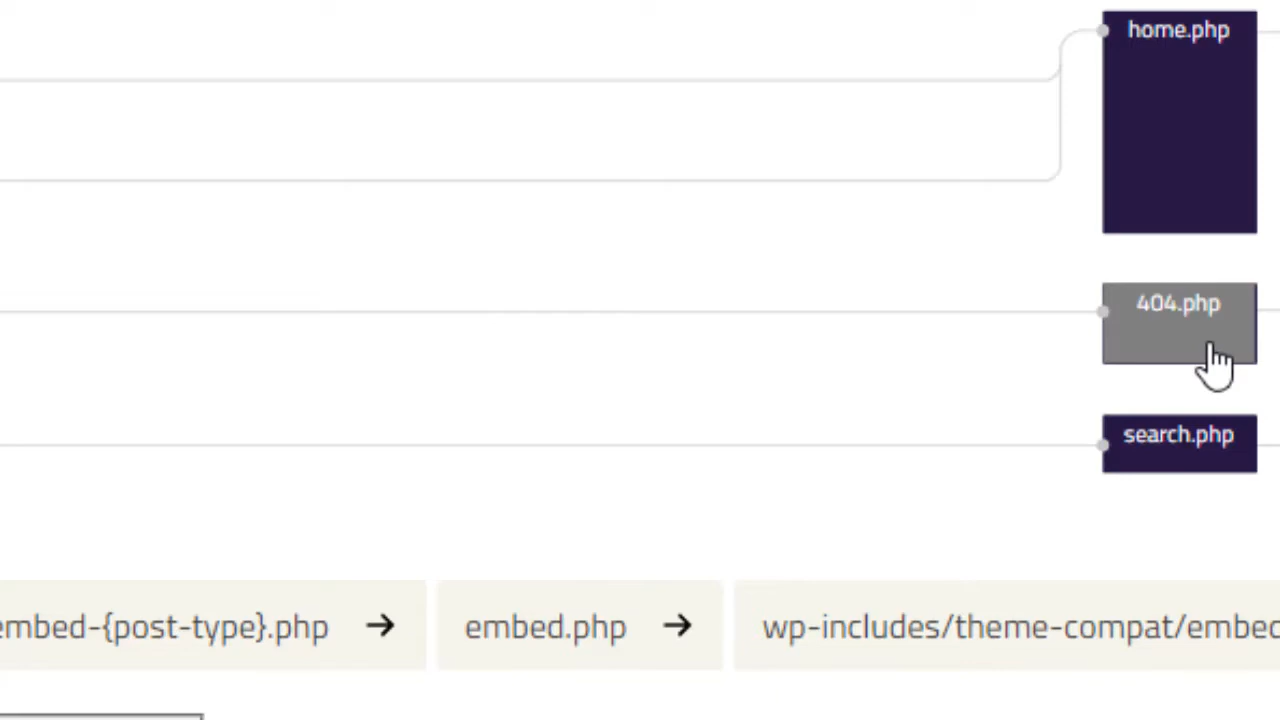 home.php
404.php
search.php
embed-{post-type}.php → embed.php → wp-includes/theme-compat/embed